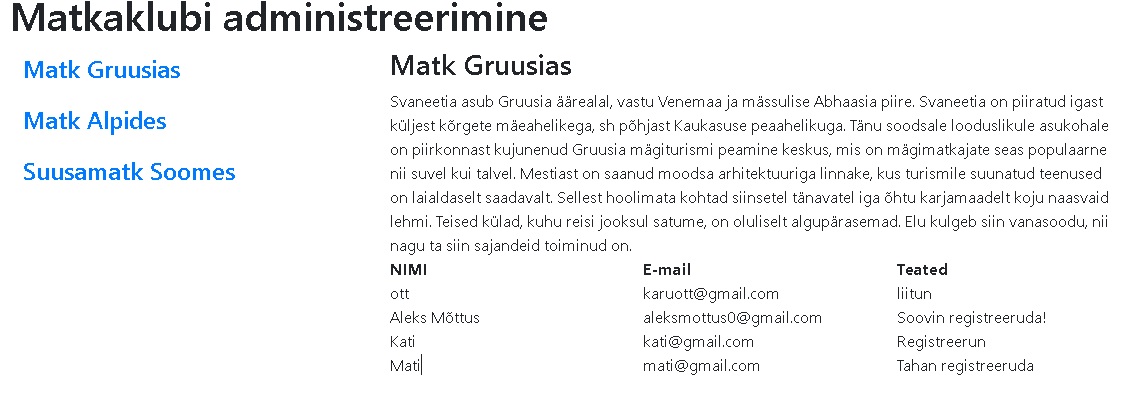 Matkaklubi administreerimine
Matk Gruusias
Matk Alpides
Suusamatk Soomes
Matk Gruusias
Svaneetia asub Gruusia äärealal, vastu Venemaa ja mässulise Abhaasia piire. Svaneetia on piiratud igast
küljest kõrgete mäeahelikega, sh põhjast Kaukasuse peaahelikuga. Tänu soodsale looduslikule asukohale
on piirkonnast kujunenud Gruusia mägiturismi peamine keskus, mis on mägimatkajate seas populaarne
nii suvel kui talvel. Mestiast on saanud moodsa arhitektuuriga linnake, kus turismile suunatud teenused
on laialdaselt saadavalt. Sellest hoolimata kohtad siinsetel tänavatel iga õhtu karjamaadelt koju naasvaid
lehmi. Teised külad, kuhu reisi jooksul satume, on oluliselt algupärasemad. Elu kulgeb siin vanasoodu, nii
nagu ta siin sajandeid toiminud on.
NIMI E-mail Teated
ott karuott@gmail.com liitun
Aleks Mõttus aleksmottus0@gmail.com Soovin registreeruda!
Kati kati@gmail.com Registreerun
Mati mati@gmail.com Tahan registreeruda